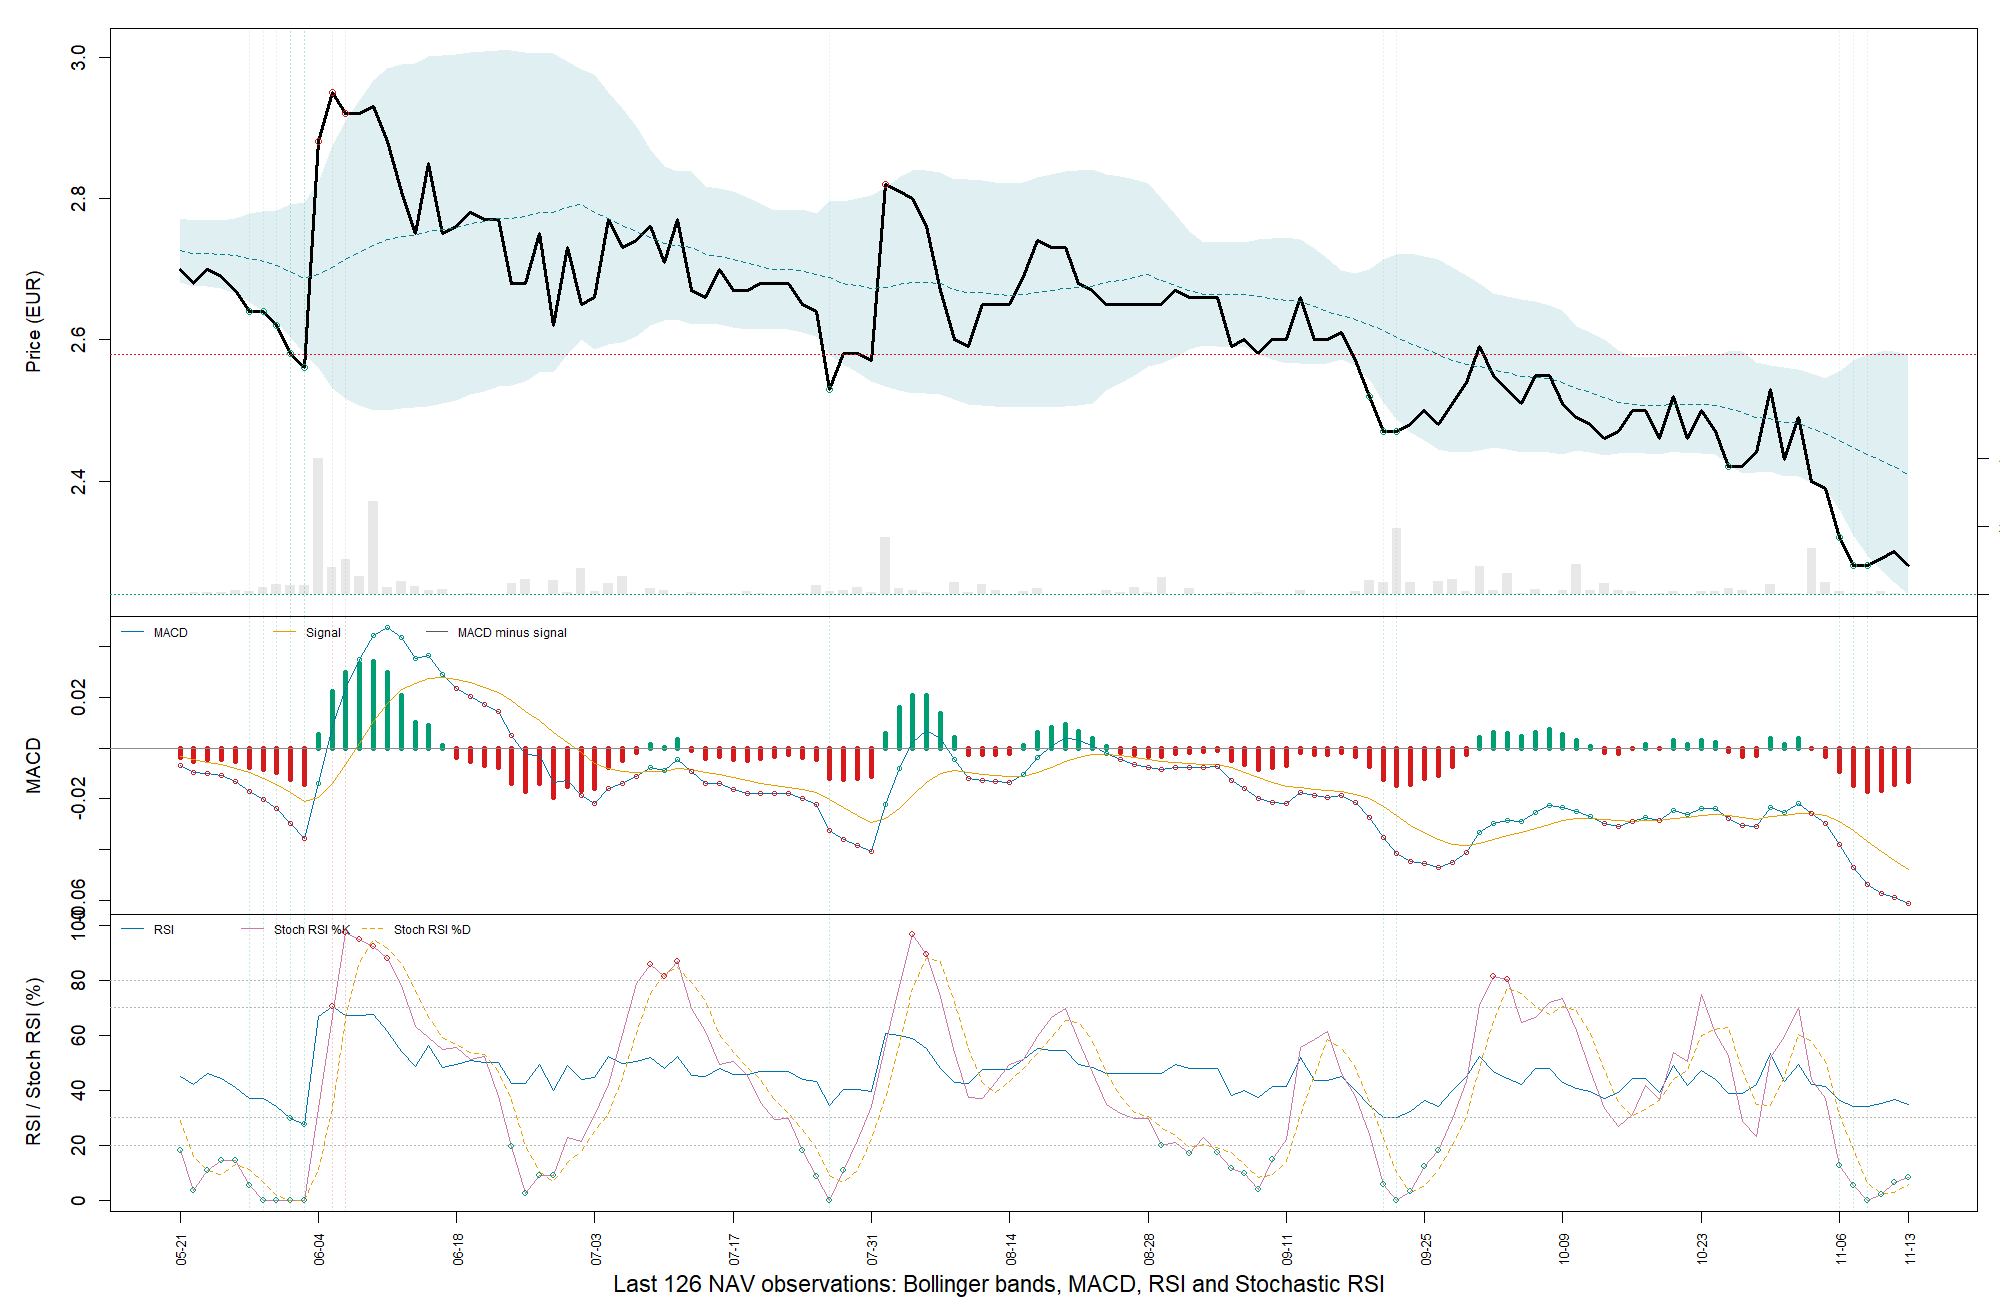 3.0
2.8
2.6
2.4
Price (EUR)
MACD
Signal
MACD minus signal
0.02
-0.02
-0.06
MACD
RSI
Stoch RSI %K
Stoch RSI %D
100
80
60
40
20
0
RSI / Stoch RSI (%)
05-21
06-04
06-18
07-03
07-17
07-31
08-14
08-28
09-11
09-25
10-09
10-23
11-06
11-13
Last 126 NAV observations: Bollinger bands, MACD, RSI and Stochastic RSI